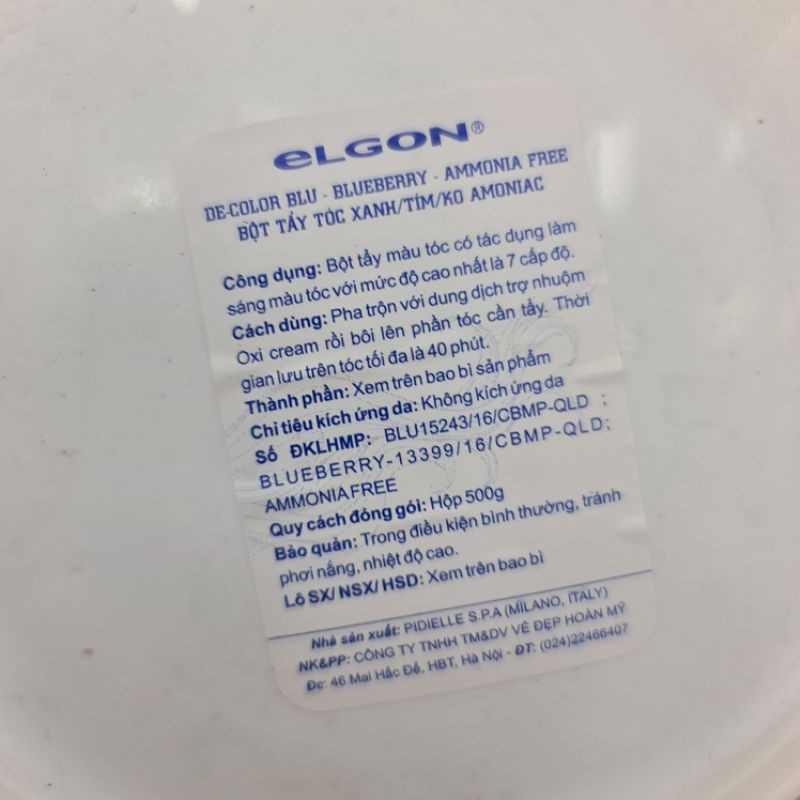 eLGON®
DE-COLOR BLU - BLUEBERRY - AMMONIA FREE
BỘT TẨY TÓC XANH/TÍM/KO AMONIAC
Công dụng: Bột tẩy màu tóc có tác dụng làm
sáng màu tóc với mức độ cao nhất là 7 cấp độ.
Cách dùng: Pha trộn với dung dịch trợ nhuộm
Oxi cream rồi bôi lên phần tóc cần tẩy. Thời
gian lưu trên tóc tối đa là 40 phút.
Thành phần: Xem trên bao bì sản phẩm
Chỉ tiêu kích ứng da: Không kích ứng da
Số ĐKLHMP: BLU15243/16/CBMP-QLD ;
BLUEBERRY-13399/16/CBMP-QLD;
AMMONIAFREE
Quy cách đóng gói: Hộp 500g
Bảo quản: Trong điều kiện bình thường, tránh
phơi nắng, nhiệt độ cao.
Lô SX/ NSX/ HSD: Xem trên bao bì
Nhà sản xuất: PIDIELLE S.P.A (MILANO, ITALY)
NK&PP: CÔNG TY TNHH TM&DV VẺ ĐẸP HOÀN MỸ
Đc: 46 Mai Hắc Đế, HBT, Hà Nội - ĐT: (024)22466407